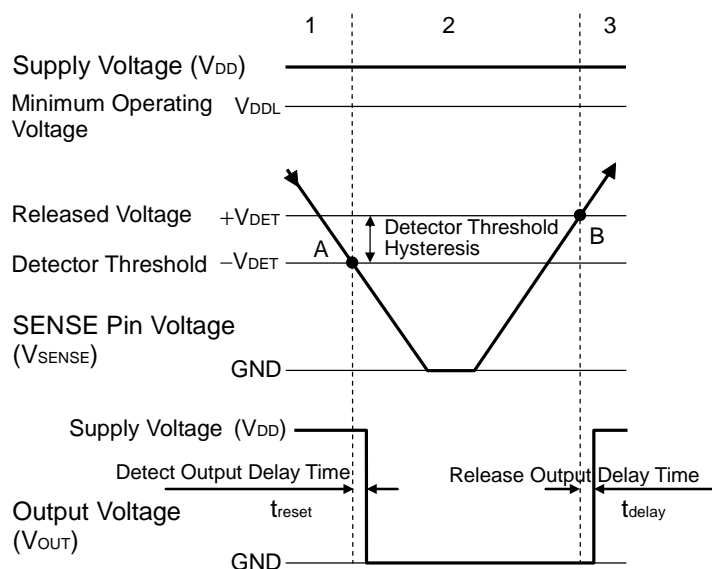 1 2 3
Supply Voltage (VDD)
Minimum Operating VDDL
Voltage
Released Voltage +VDET
Detector Threshold
Hysteresis
A B
Detector Threshold −VDET
SENSE Pin Voltage
(VSENSE)
GND
Supply Voltage (VDD)
Detect Output Delay Time Release Output Delay Time
treset tdelay
Output Voltage
(VOUT)
GND